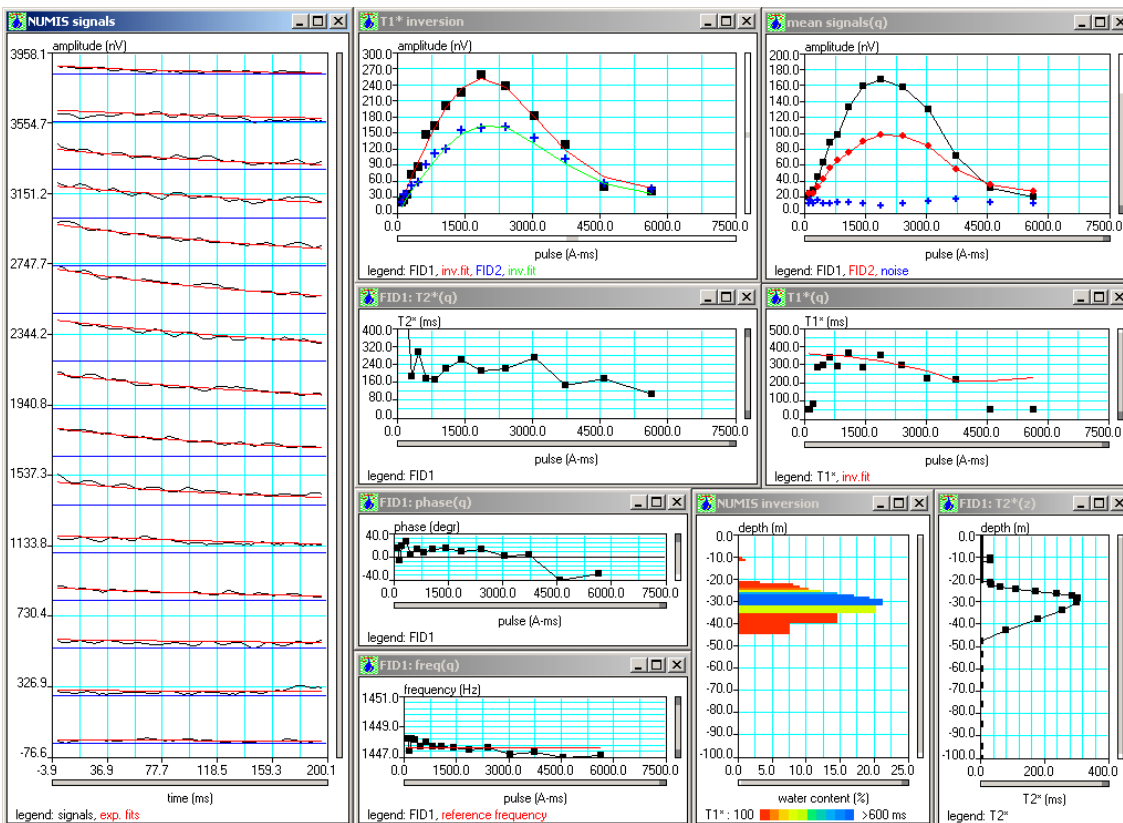 NUMIS signals
amplitude (nV)
3958.1
3554.7
3151.2
2747.7
2344.2
1940.8
1537.3
1133.8
730.4
326.9
-76.6
-3.9 36.9 77.7 118.5 159.3 200.1
time (ms)
legend: signals, exp. fits
T1* inversion
amplitude (nV)
300.0
270.0
240.0
210.0
180.0
150.0
120.0
90.0
60.0
30.0
0.0
0.0 1500.0 3000.0 4500.0 6000.0 7500.0
pulse (A-ms)
legend: FID1, inv.fit, FID2, inv.fit
mean signals(q)
amplitude (nV)
200.0
180.0
160.0
140.0
120.0
100.0
80.0
60.0
40.0
20.0
0.0
0.0 1500.0 3000.0 4500.0 6000.0 7500.0
pulse (A-ms)
legend: FID1, FID2, noise
FID1: T2*(q)
T2* (ms)
400.0
320.0
240.0
160.0
80.0
0.0
0.0 1500.0 3000.0 4500.0 6000.0 7500.0
pulse (A-ms)
legend: FID1
T1*(q)
T1* (ms)
500.0
400.0
300.0
200.0
100.0
0.0
0.0 1500.0 3000.0 4500.0 6000.0 7500.0
pulse (A-ms)
legend: T1*, inv.fit
FID1: phase(q)
phase (degr)
40.0
0.0
-40.0
0.0 1500.0 3000.0 4500.0 6000.0 7500.0
pulse (A-ms)
legend: FID1
FID1: freq(q)
frequency (Hz)
1451.0
1449.0
1447.0
0.0 1500.0 3000.0 4500.0 6000.0 7500.0
pulse (A-ms)
legend: FID1, reference frequency
NUMIS inversion
depth (m)
0.0
-10.0
-20.0
-30.0
-40.0
-50.0
-60.0
-70.0
-80.0
-90.0
-100.0
0.0 5.0 10.0 15.0 20.0 25.0
water content (%)
T1* : 100 >600 ms
FID1: T2*(z)
depth (m)
0.0
-10.0
-20.0
-30.0
-40.0
-50.0
-60.0
-70.0
-80.0
-90.0
-100.0
0.0 200.0 400.0
T2* (ms)
legend: T2*